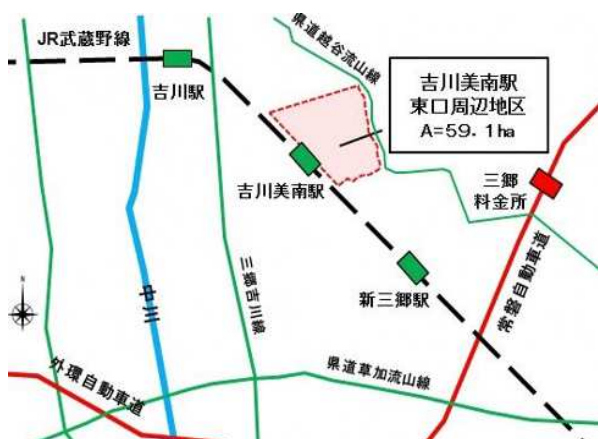 JR武蔵野線
吉川駅
県道越谷流山線
吉川美南駅
東口周辺地区
A=59.1ha
吉川美南駅
三郷
料金所
新三郷駅
常磐自動車道
三郷吉川線
中川
N
外環自動車道
県道草加流山線